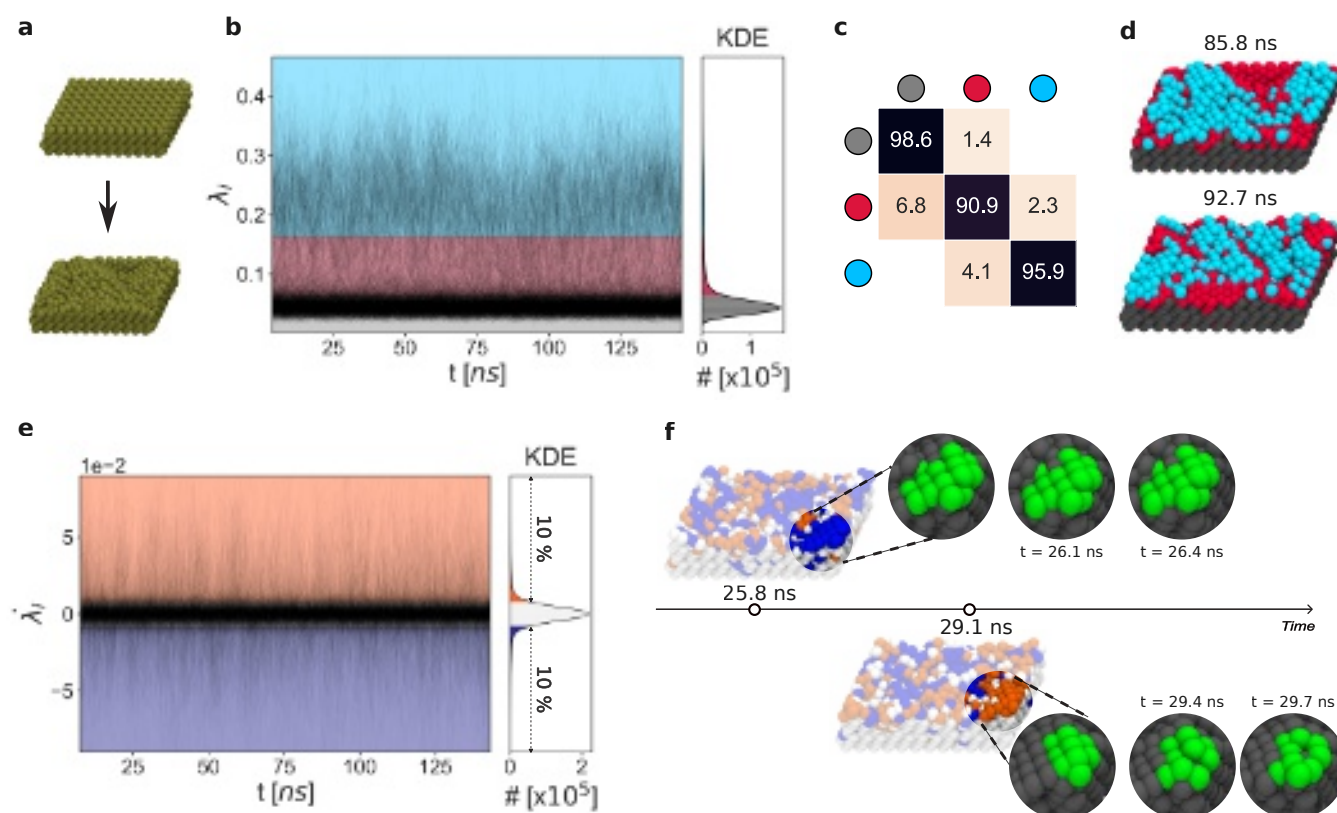 a
b
KDE
0.4
0.3
0.2
0.1
λᵢ
25 50 75 100 125
t [ns]
0 1
# [x10⁵]
c
98.6 1.4
6.8 90.9 2.3
4.1 95.9
d
85.8 ns
92.7 ns
e
1e−2
KDE
5
0
−5
λ̇ᵢ
10 %
10 %
25 50 75 100 125
t [ns]
0 2
# [x10⁵]
f
t = 26.1 ns
t = 26.4 ns
25.8 ns
29.1 ns
Time
t = 29.4 ns
t = 29.7 ns